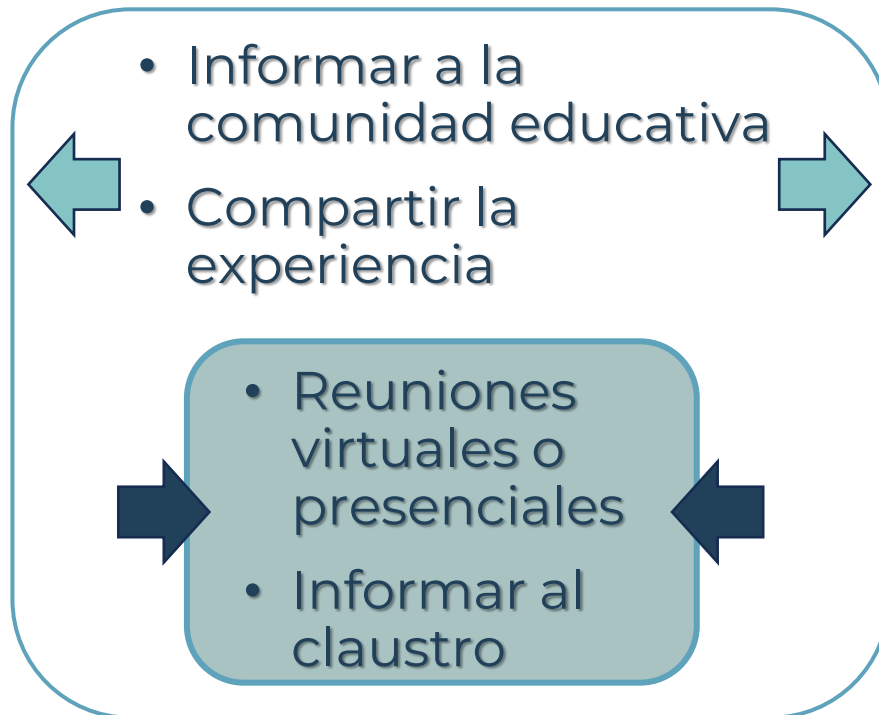 • Informar a la
comunidad educativa
• Compartir la
experiencia
• Reuniones
virtuales o
presenciales
• Informar al
claustro